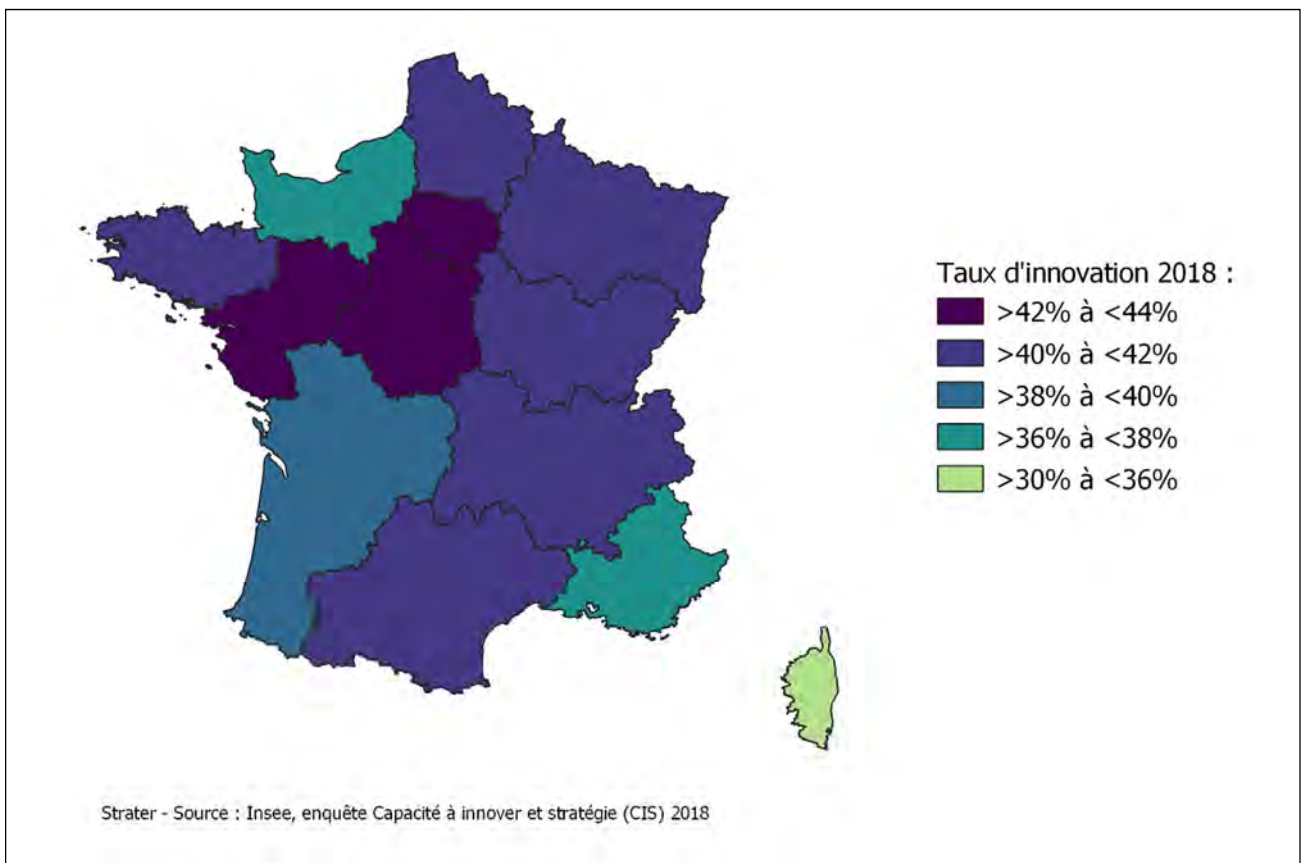 Taux d'innovation 2018 :
>42% à <44%
>40% à <42%
>38% à <40%
>36% à <38%
>30% à <36%
Strater - Source : Insee, enquête Capacité à innover et stratégie (CIS) 2018